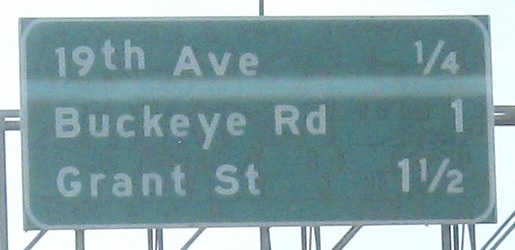 19th Ave ¼
Buckeye Rd 1
Grant St 1½